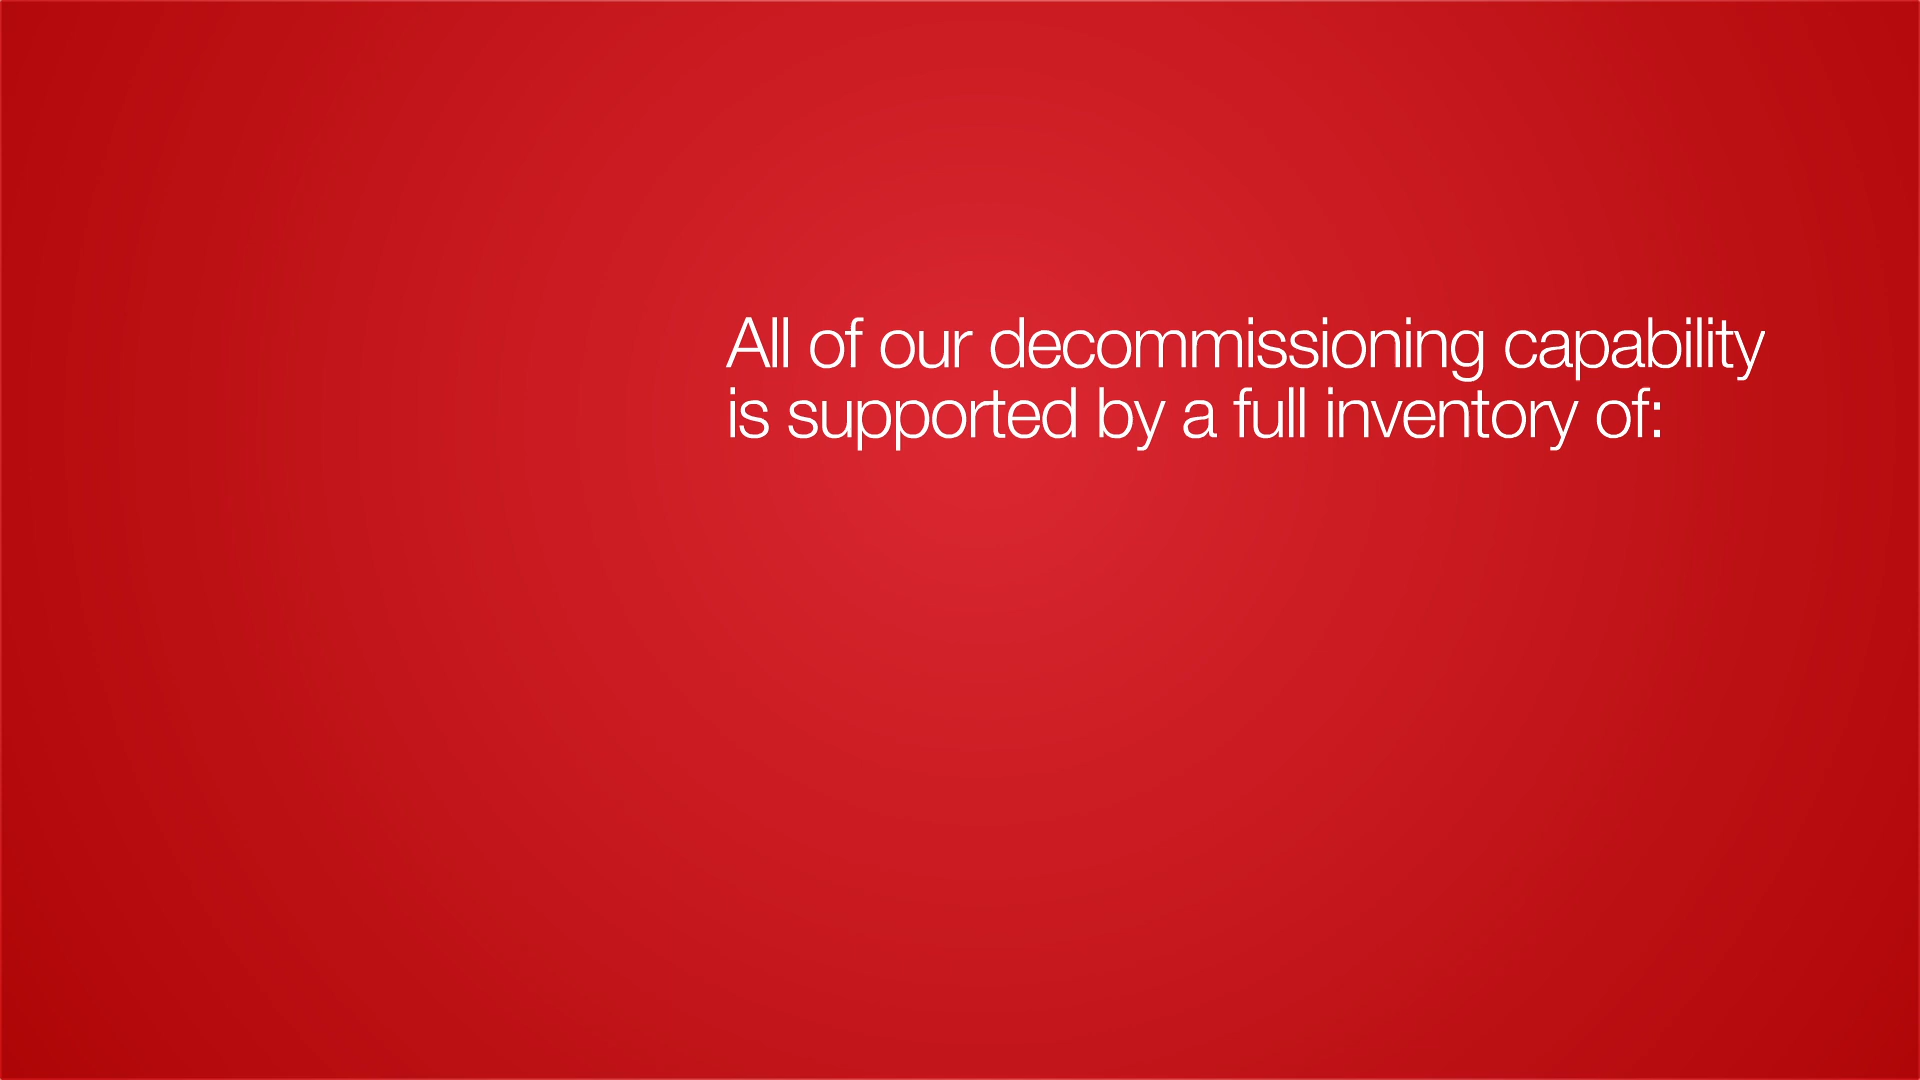 All of our decommissioning capability
is supported by a full inventory of: